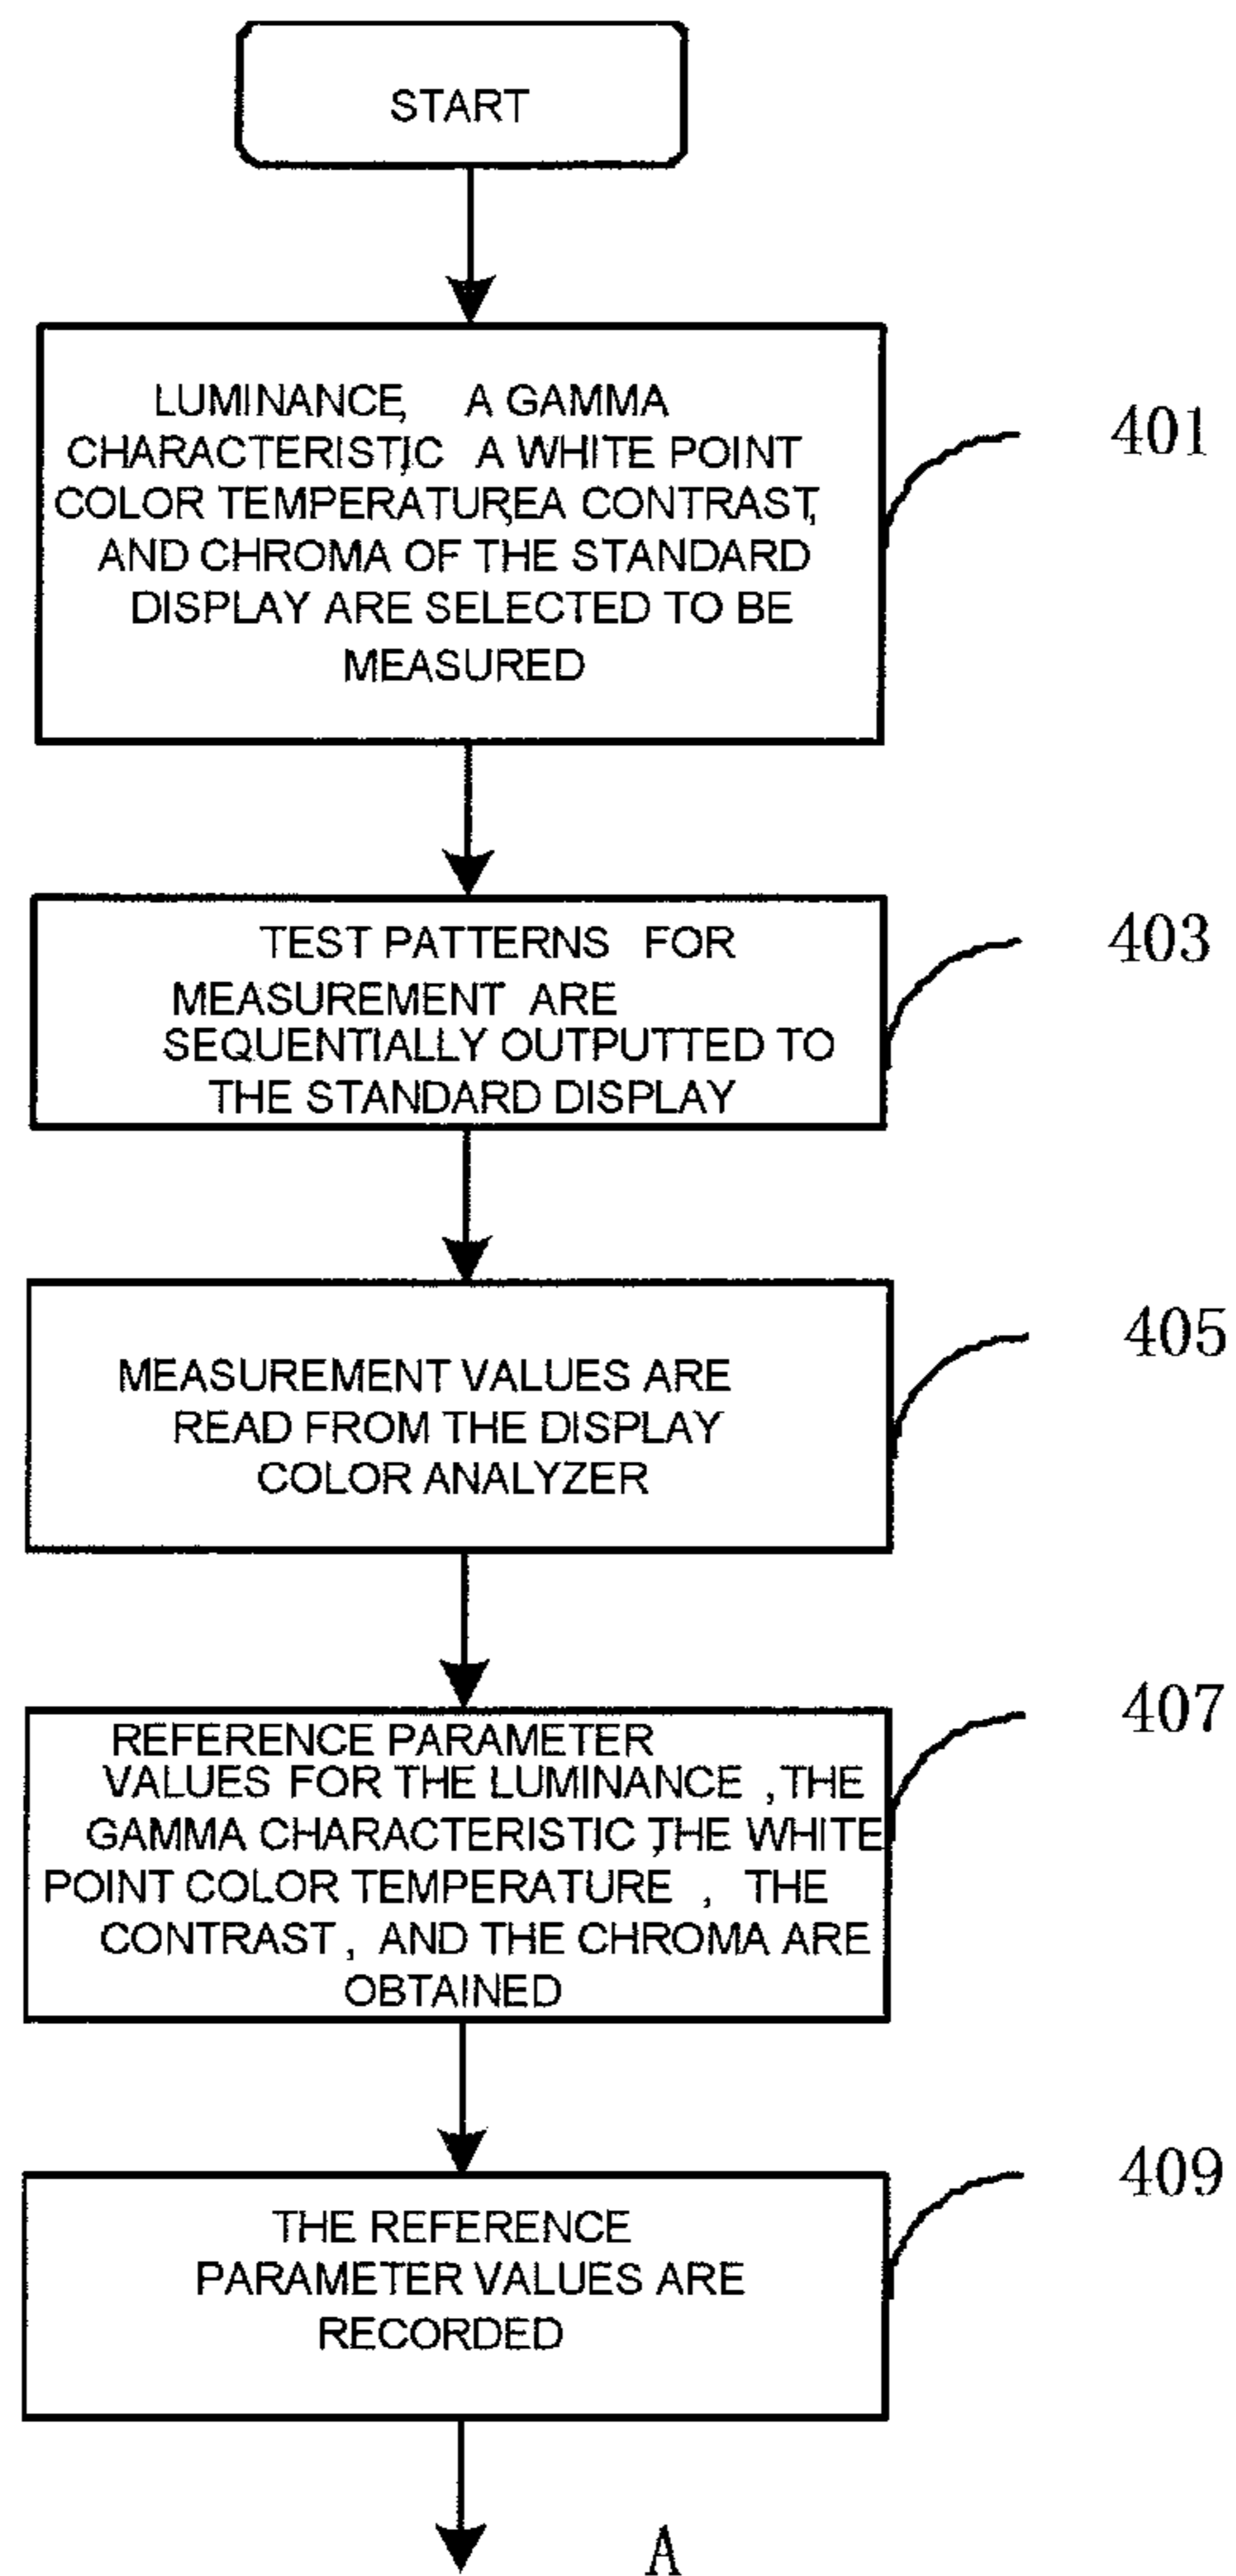 START
LUMINANCE, A GAMMA
CHARACTERISTIC, A WHITE POINT
COLOR TEMPERATURE, A CONTRAST,
AND CHROMA OF THE STANDARD
DISPLAY ARE SELECTED TO BE
MEASURED
401
TEST PATTERNS FOR
MEASUREMENT ARE
SEQUENTIALLY OUTPUTTED TO
THE STANDARD DISPLAY
403
MEASUREMENT VALUES ARE
READ FROM THE DISPLAY
COLOR ANALYZER
405
REFERENCE PARAMETER
VALUES FOR THE LUMINANCE , THE
GAMMA CHARACTERISTIC, THE WHITE
POINT COLOR TEMPERATURE , THE
CONTRAST , AND THE CHROMA ARE
OBTAINED
407
THE REFERENCE
PARAMETER VALUES ARE
RECORDED
409
A